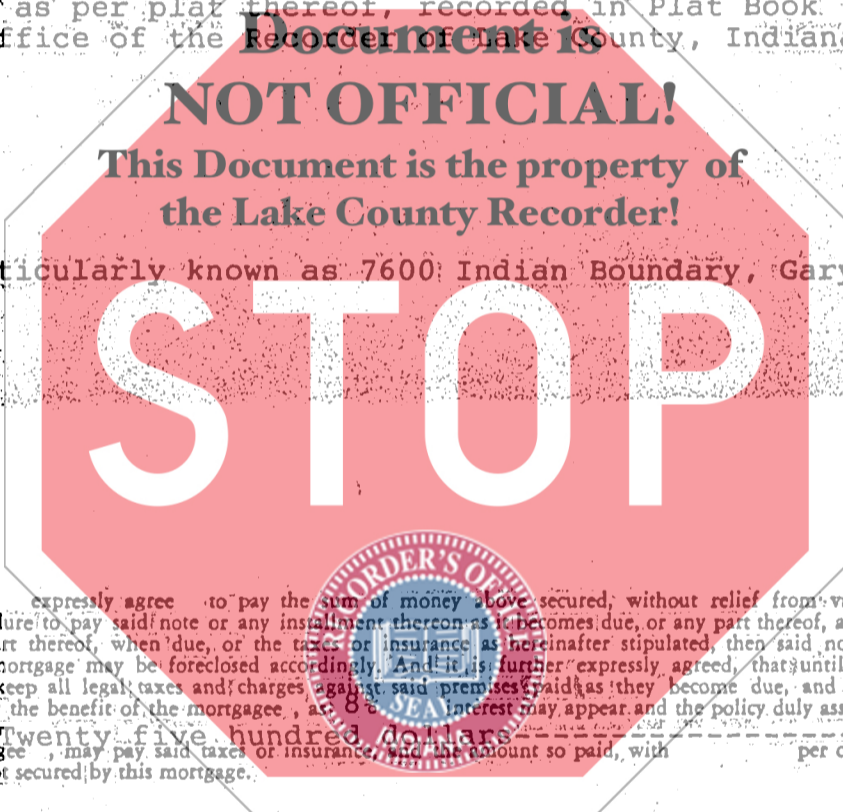 as per plat thereof, recorded in Plat Book
ffice of the Recorder of Lake County, Indiana
Document is
NOT OFFICIAL!
This Document is the property of
the Lake County Recorder!
ticularly known as 7600 Indian Boundary, Gary
STOP
RECORDER'S OFFICE
SEAL
expressly agree to pay the sum of money above secured, without relief from
lure to pay said note or any installment thereon as it becomes due, or any part thereof, a
rt thereof, when due, or the taxes or insurance as hereinafter stipulated, then said no
ortgage may be foreclosed accordingly. And it is further expressly agreed, that until
keep all legal taxes and charges against said premises paid as they become due, and
the benefit of the mortgagee , as interest may appear and the policy duly ass
Twenty five hundred dollars
gee , may pay said taxes or insurance, and the amount so paid, with per c
t secured by this mortgage.